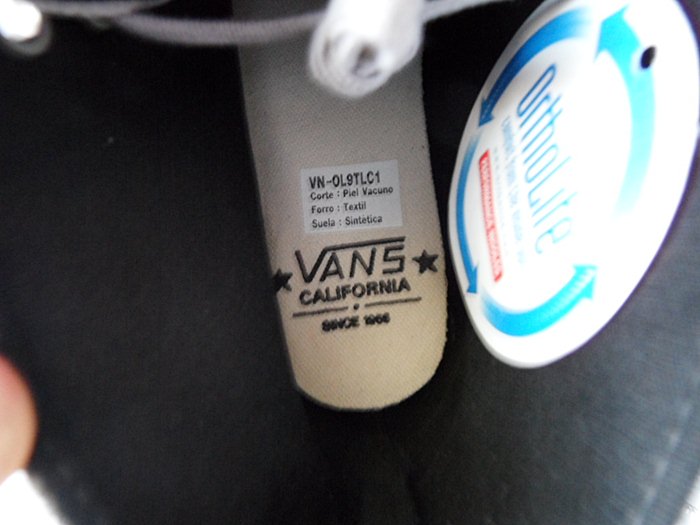 VN-0L9TLC1
Corte : Piel Vacuno
Forro : Textil
Suela : Sintética
VANS
CALIFORNIA
SINCE 1966
OrthoLite